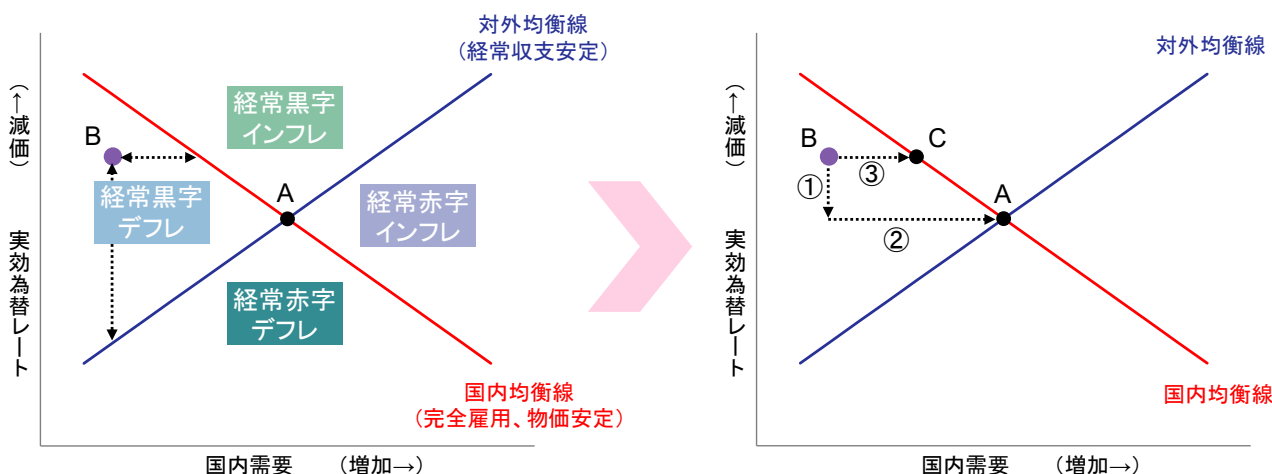 対外均衡線
（経常収支安定）
（←減価）
実効為替レート
経常黒字
インフレ
B
経常黒字
デフレ
A
経常赤字
インフレ
経常赤字
デフレ
国内均衡線
（完全雇用、物価安定）
国内需要　（増加→）
対外均衡線
（←減価）
実効為替レート
B
C
①
③
A
②
国内均衡線
国内需要　（増加→）